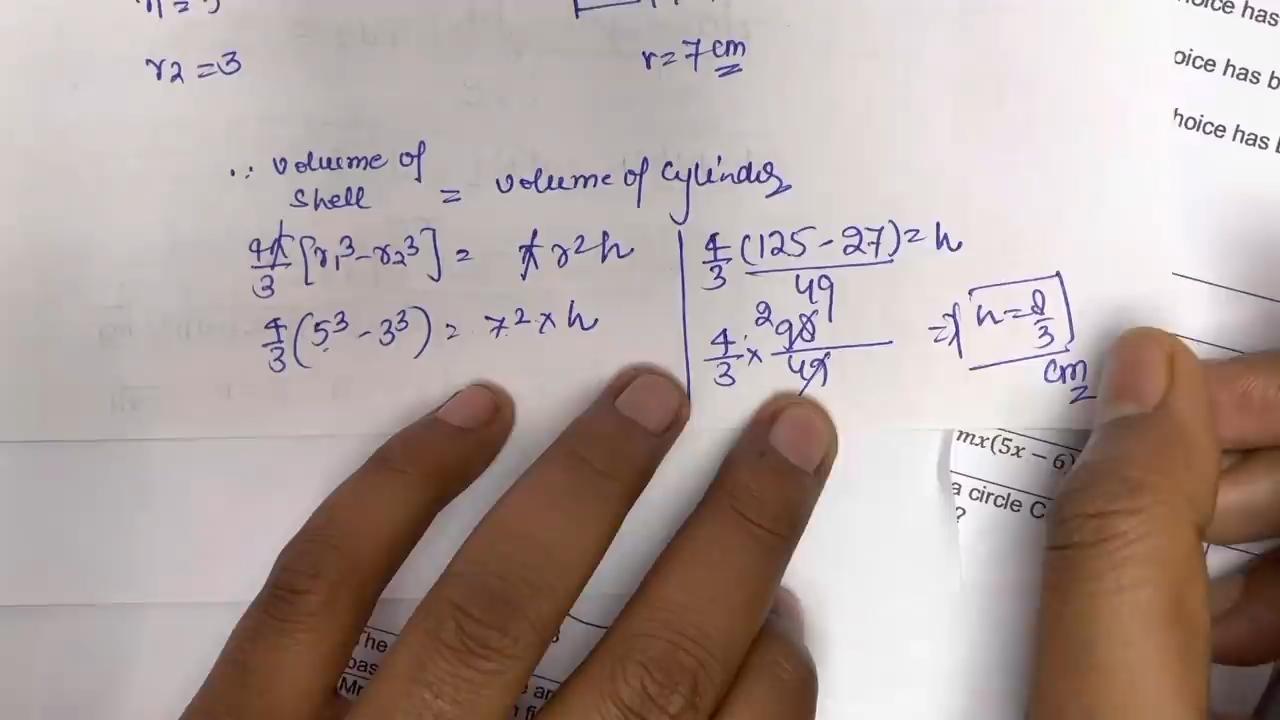 r2 = 3
r = 7 cm
∴ volume of shell = volume of cylinder
4π/3 [r1³ - r2³] = π r² h
4/3 (5³ - 3³) = 7² × h
4/3 (125 - 27)/49 = h
4/3 × 2 98/49 ⇒ h = 8/3 cm
oice has
oice has b
hoice has
mx(5x − 6)
a circle C
?
The
bas
Mr